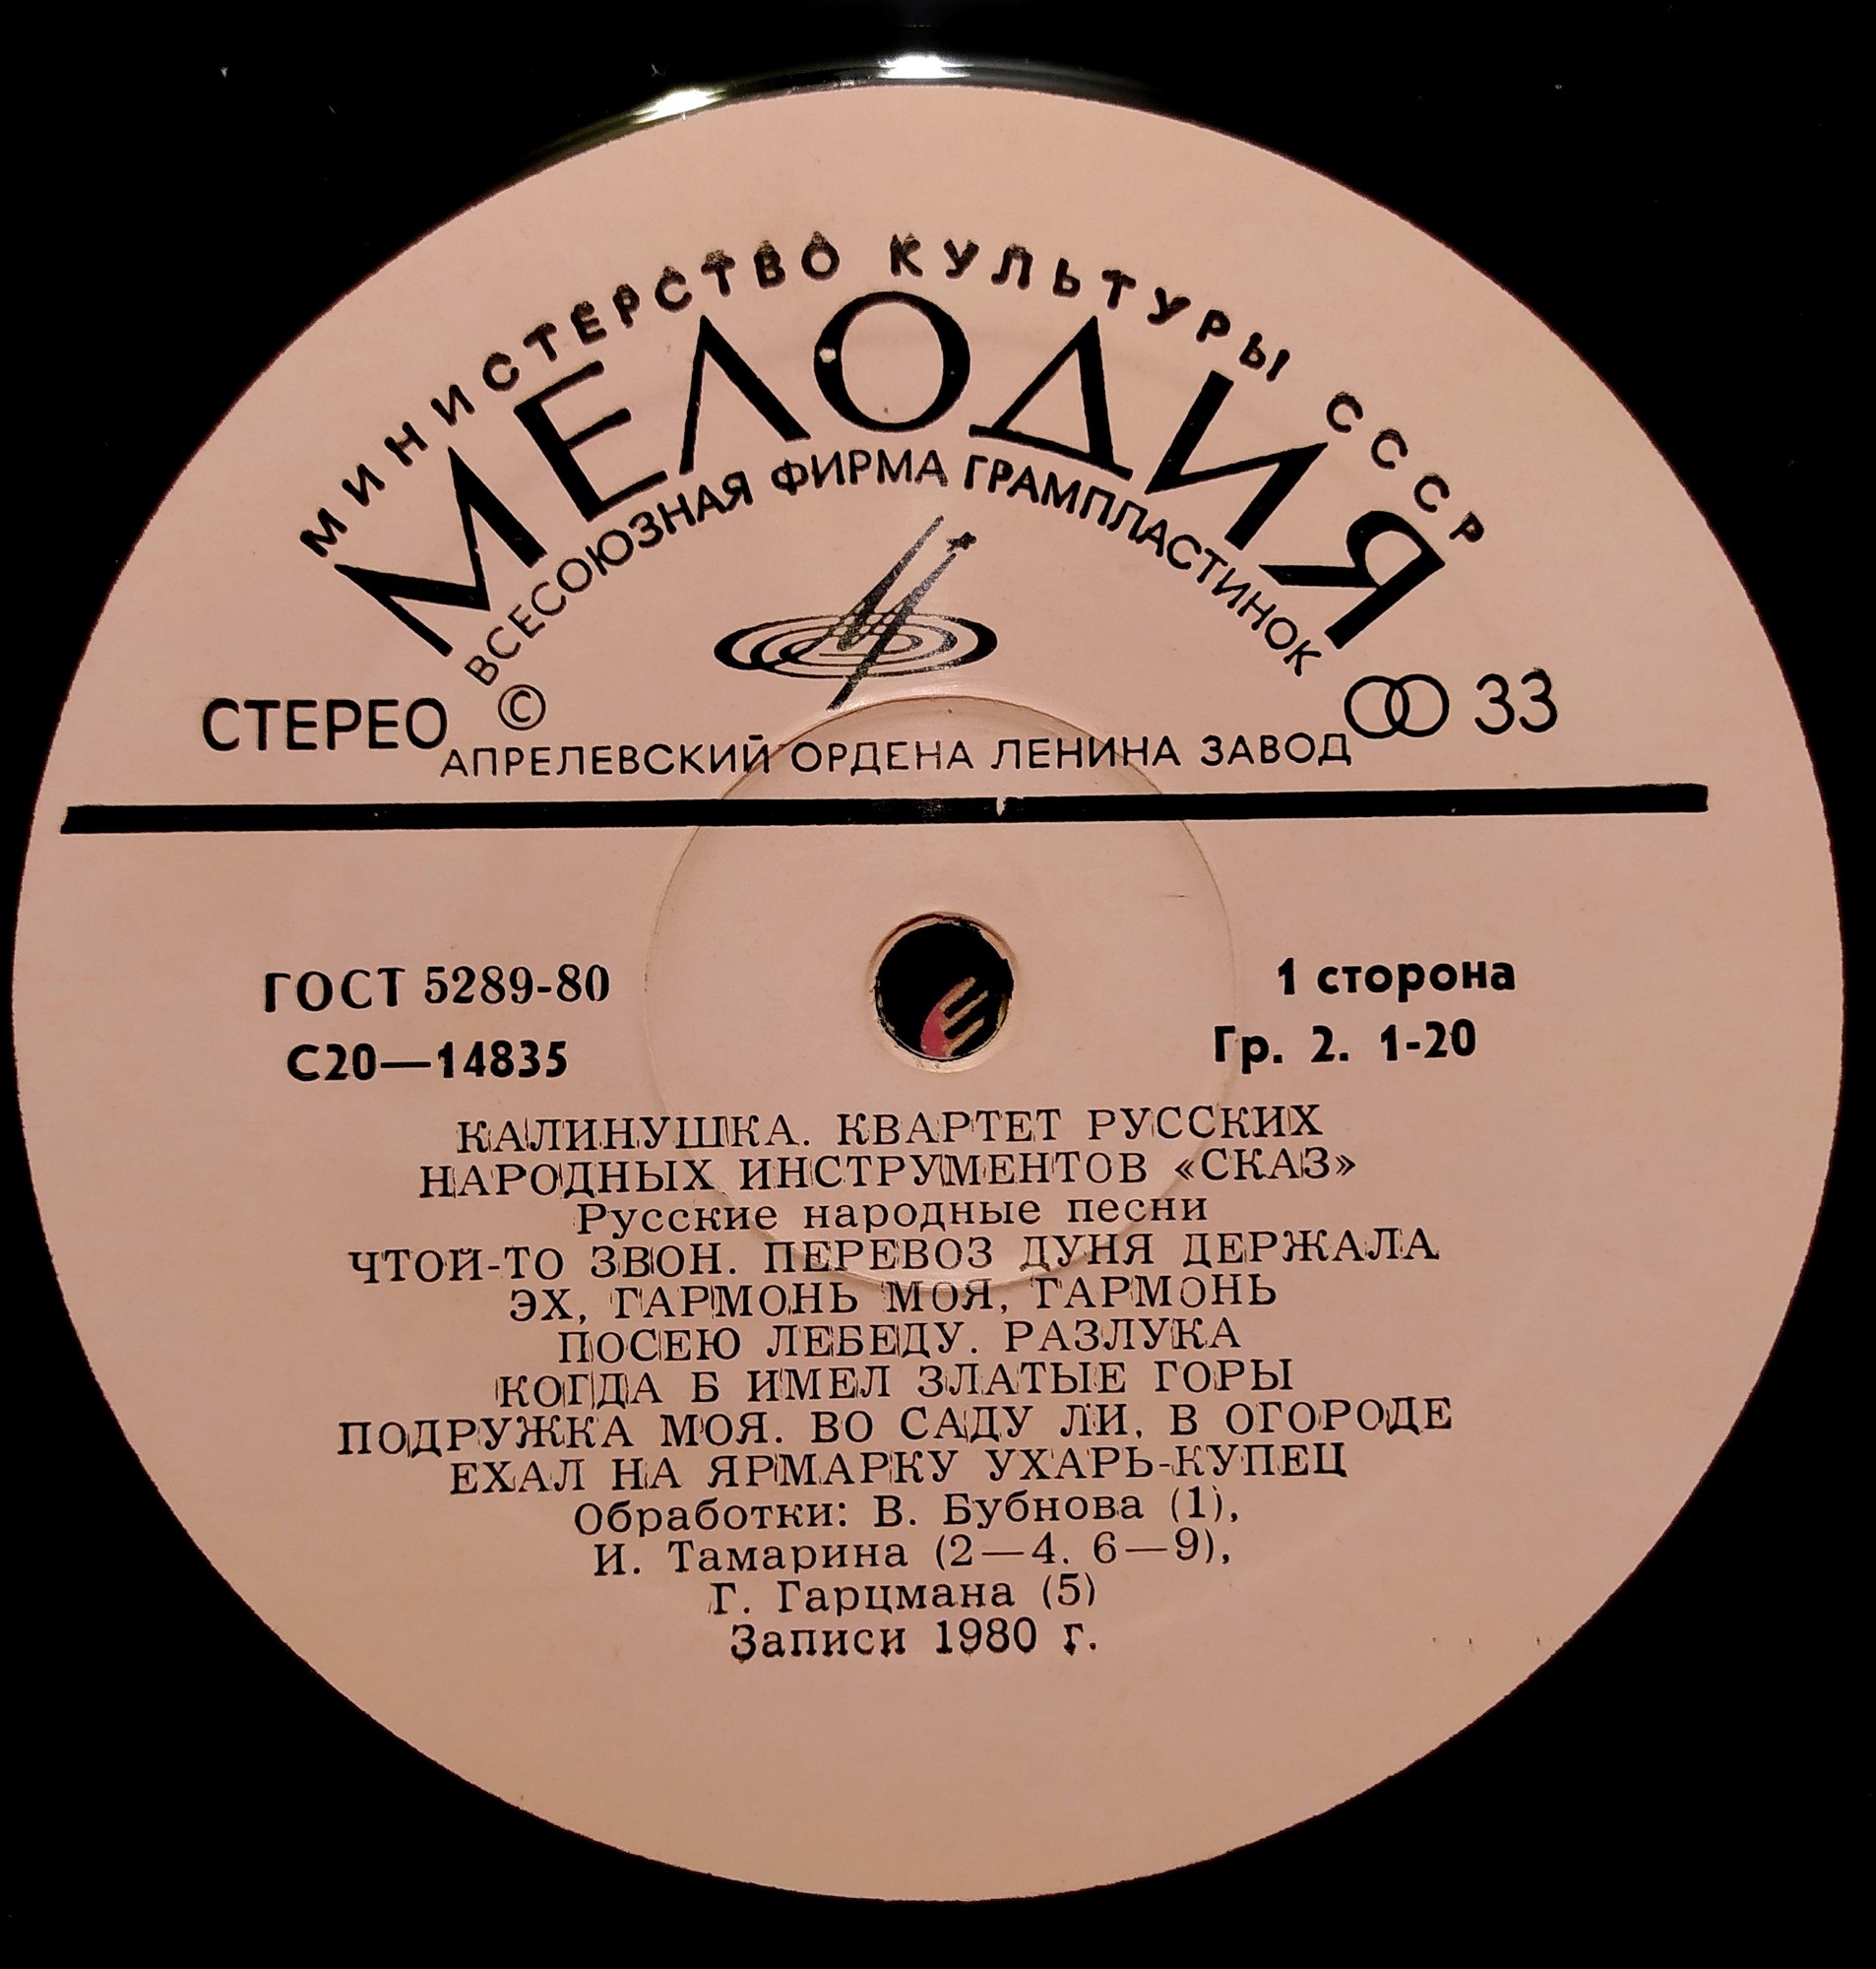 МИНИСТЕРСТВО КУЛЬТУРЫ СССР
МЕЛОДИЯ
ВСЕСОЮЗНАЯ ФИРМА ГРАМПЛАСТИНОК
СТЕРЕО © 33
АПРЕЛЕВСКИЙ ОРДЕНА ЛЕНИНА ЗАВОД
ГОСТ 5289-80
1 сторона
С20—14835
Гр. 2. 1-20
КАЛИНУШКА. КВАРТЕТ РУССКИХ
НАРОДНЫХ ИНСТРУМЕНТОВ «СКАЗ»
Русские народные песни
ЧТОЙ-ТО ЗВОН. ПЕРЕВОЗ ДУНЯ ДЕРЖАЛА
ЭХ, ГАРМОНЬ МОЯ, ГАРМОНЬ
ПОСЕЮ ЛЕБЕДУ. РАЗЛУКА
КОГДА Б ИМЕЛ ЗЛАТЫЕ ГОРЫ
ПОДРУЖКА МОЯ. ВО САДУ ЛИ, В ОГОРОДЕ
ЕХАЛ НА ЯРМАРКУ УХАРЬ-КУПЕЦ
Обработки: В. Бубнова (1),
И. Тамарина (2—4. 6—9),
Г. Гарцмана (5)
Записи 1980 г.